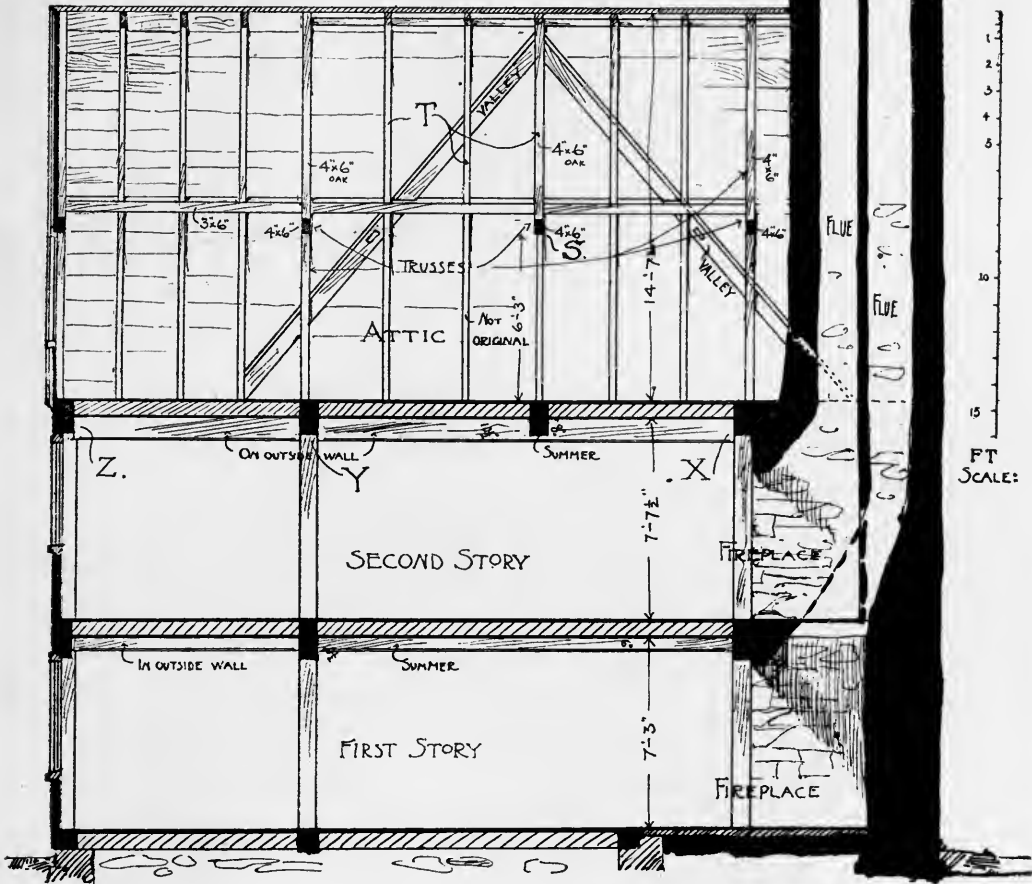 1
2
3
4
5
VALLEY
T
4"x6"
OAK
4"x6"
OAK
4"
x
6"
3"x6"
4"x6"
4"x6"
4"x6"
S.
FLUE
FLUE
TRUSSES
VALLEY
14'-7"
10
ATTIC
NOT
ORIGINAL
6'-3"
15
FT
SCALE:
Z.
ON OUTSIDE WALL
Y
SUMMER
X
7'-7½"
SECOND STORY
FIREPLACE
IN OUTSIDE WALL
SUMMER
FIRST STORY
7'-3"
FIREPLACE